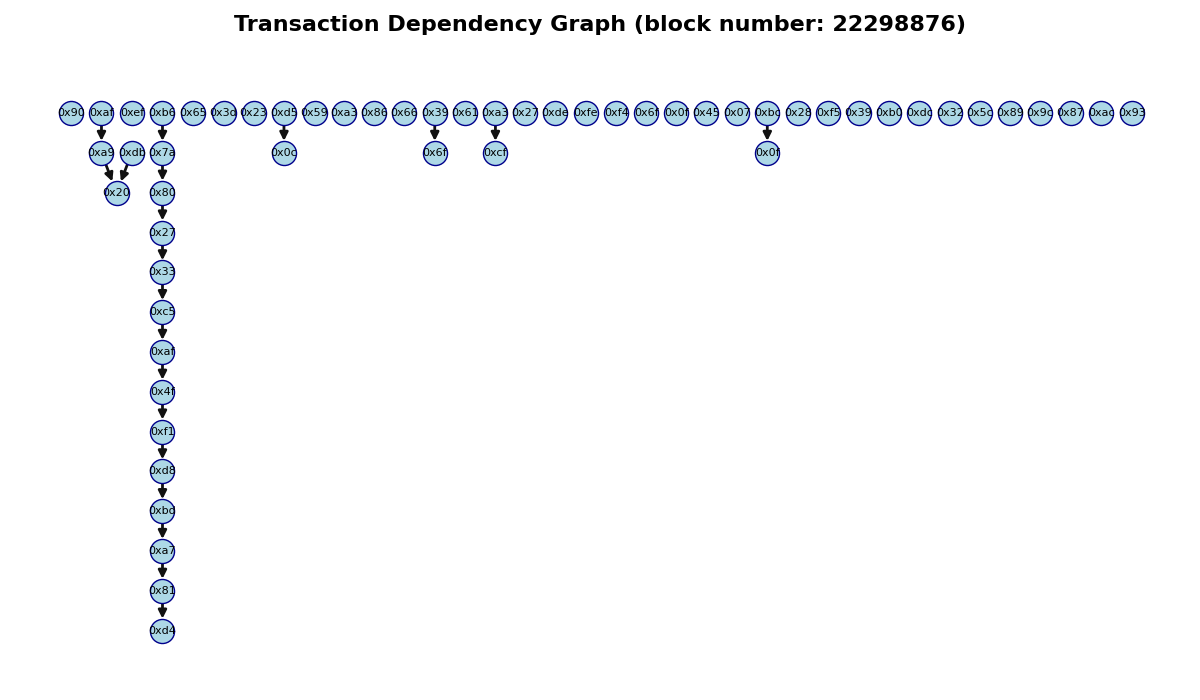 Transaction Dependency Graph (block number: 22298876)
0x90 0xaf 0xef 0xb6 0x65 0x3d 0x23 0xd5 0x59 0xa3 0x86 0x66 0x39 0x61 0xa3 0x27 0xde 0xfe 0xf4 0x6f 0x0f 0x45 0x07 0xbc 0x28 0xf5 0x39 0xb0 0xdc 0x32 0x5c 0x89 0x9c 0x87 0xac 0x93
0xa9 0xdb 0x7a 0x0c 0x6f 0xcf 0x0f
0x20 0x80
0x27
0x33
0xc5
0xaf
0x4f
0xf1
0xd8
0xbd
0xa7
0x81
0xd4